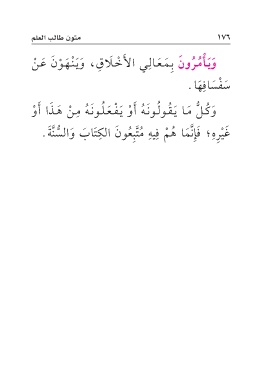 ١٧٦
متون طالب العلم
وَيَأْمُرُونَ بِمَعَالِي الأَخْلَاقِ، وَيَنْهَوْنَ عَنْ
سَفْسَافِهَا.
وَكُلُّ مَا يَقُولُونَهُ أَوْ يَفْعَلُونَهُ مِنْ هَذَا أَوْ
غَيْرِهِ؛ فَإِنَّمَا هُمْ فِيهِ مُتَّبِعُونَ الكِتَابَ وَالسُّنَّةَ.